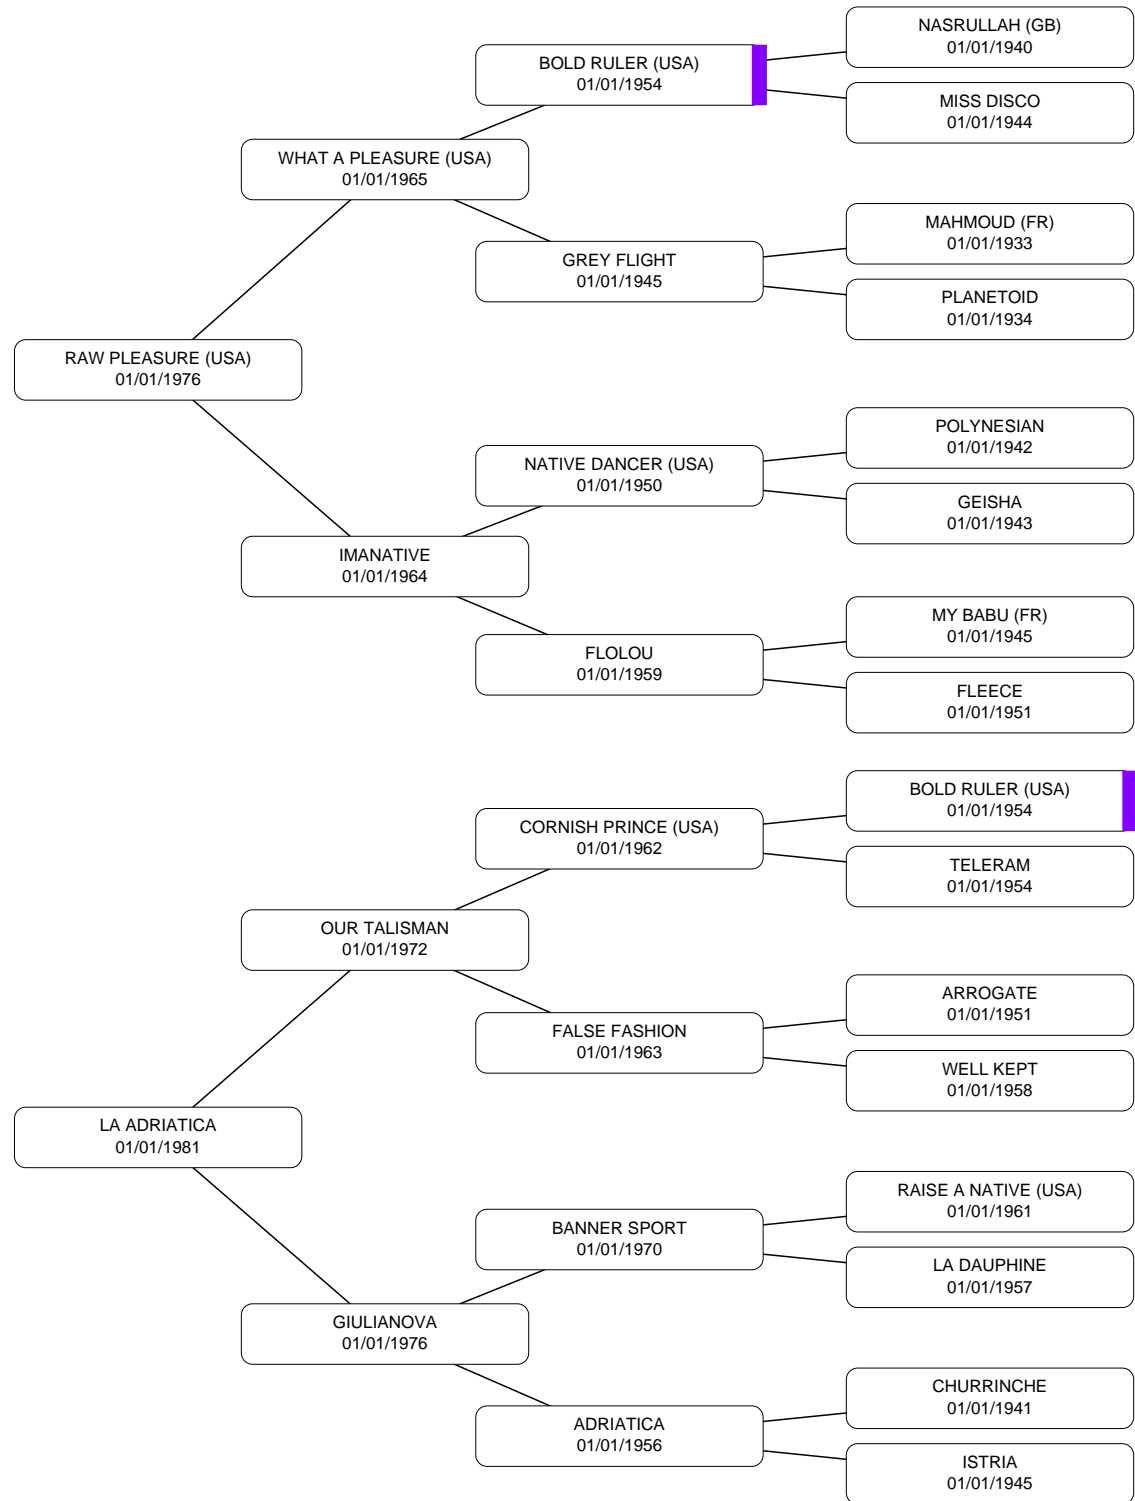 NASRULLAH (GB)
01/01/1940
BOLD RULER (USA)
01/01/1954
MISS DISCO
01/01/1944
WHAT A PLEASURE (USA)
01/01/1965
MAHMOUD (FR)
01/01/1933
GREY FLIGHT
01/01/1945
PLANETOID
01/01/1934
RAW PLEASURE (USA)
01/01/1976
POLYNESIAN
01/01/1942
NATIVE DANCER (USA)
01/01/1950
GEISHA
01/01/1943
IMANATIVE
01/01/1964
MY BABU (FR)
01/01/1945
FLOLOU
01/01/1959
FLEECE
01/01/1951
BOLD RULER (USA)
01/01/1954
CORNISH PRINCE (USA)
01/01/1962
TELERAM
01/01/1954
OUR TALISMAN
01/01/1972
ARROGATE
01/01/1951
FALSE FASHION
01/01/1963
WELL KEPT
01/01/1958
LA ADRIATICA
01/01/1981
RAISE A NATIVE (USA)
01/01/1961
BANNER SPORT
01/01/1970
LA DAUPHINE
01/01/1957
GIULIANOVA
01/01/1976
CHURRINCHE
01/01/1941
ADRIATICA
01/01/1956
ISTRIA
01/01/1945